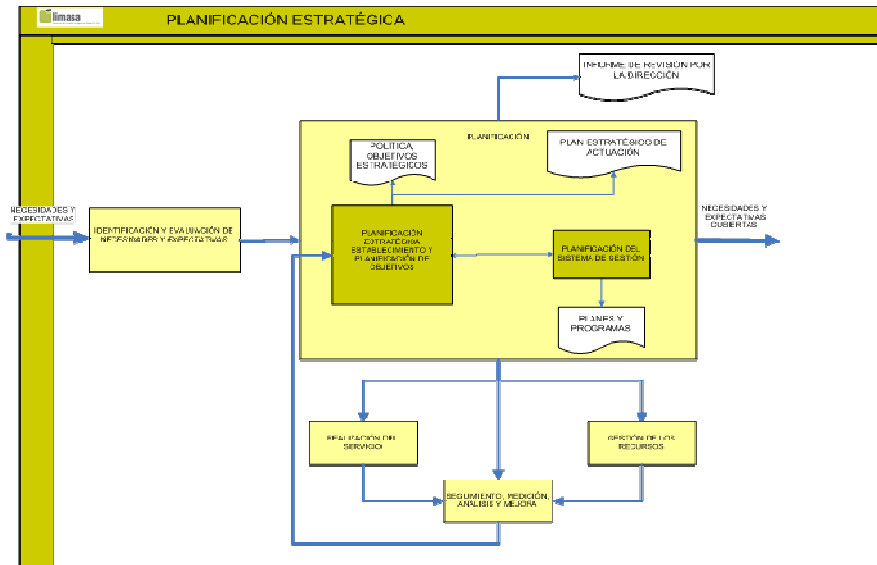 limasa
PLANIFICACIÓN ESTRATÉGICA
INFORME DE REVISIÓN POR
LA DIRECCIÓN
PLANIFICACIÓN
POLÍTICA,
OBJETIVOS
ESTRATÉGICOS
PLAN ESTRATÉGICO DE
ACTUACIÓN
NECESIDADES Y
EXPECTATIVAS
IDENTIFICACIÓN Y EVALUACIÓN DE
NECESIDADES Y EXPECTATIVAS
PLANIFICACIÓN
ESTRATÉGICA
ESTABLECIMIENTO Y
PLANIFICACIÓN DE
OBJETIVOS
PLANIFICACIÓN DEL
SISTEMA DE GESTIÓN
NECESIDADES Y
EXPECTATIVAS
CUBIERTAS
PLANES Y
PROGRAMAS
REALIZACIÓN DEL
SERVICIO
GESTIÓN DE LOS
RECURSOS
SEGUIMIENTO, MEDICIÓN,
ANÁLISIS Y MEJORA